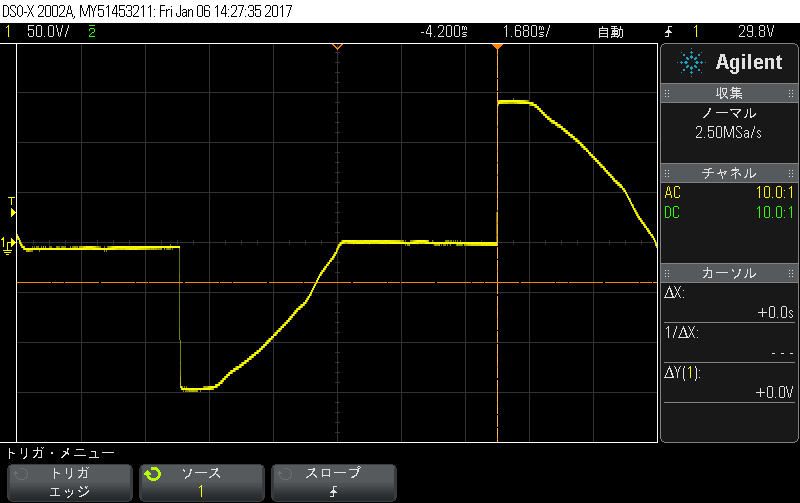 DSO-X 2002A, MY51453211: Fri Jan 06 14:27:35 2017
1 50.0V/ 2 -4.200ms 1.680ms/ 自動 1 29.8V
Agilent
収集
ノーマル
2.50MSa/s
チャネル
AC 10.0:1
DC 10.0:1
T
1
カーソル
ΔX:
+0.0s
1/ΔX:
---
ΔY(1):
+0.0V
トリガ・メニュー
トリガ ソース スロープ
エッジ 1